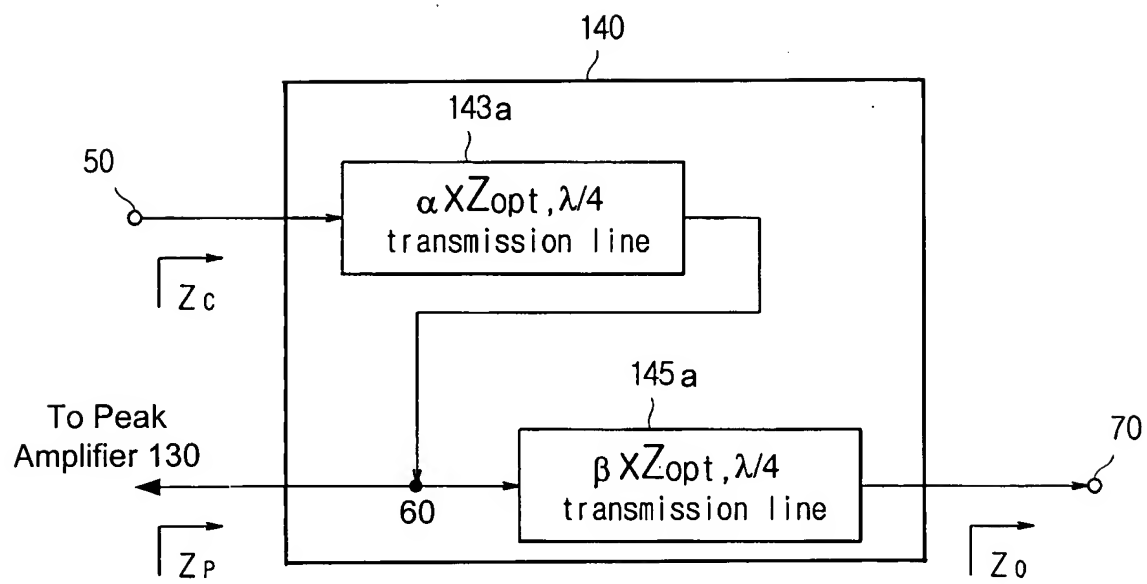 140
143a
50
α X Zopt, λ/4
transmission line
Zc
145a
To Peak
Amplifier 130
70
β X Zopt, λ/4
transmission line
60
ZP
Zo